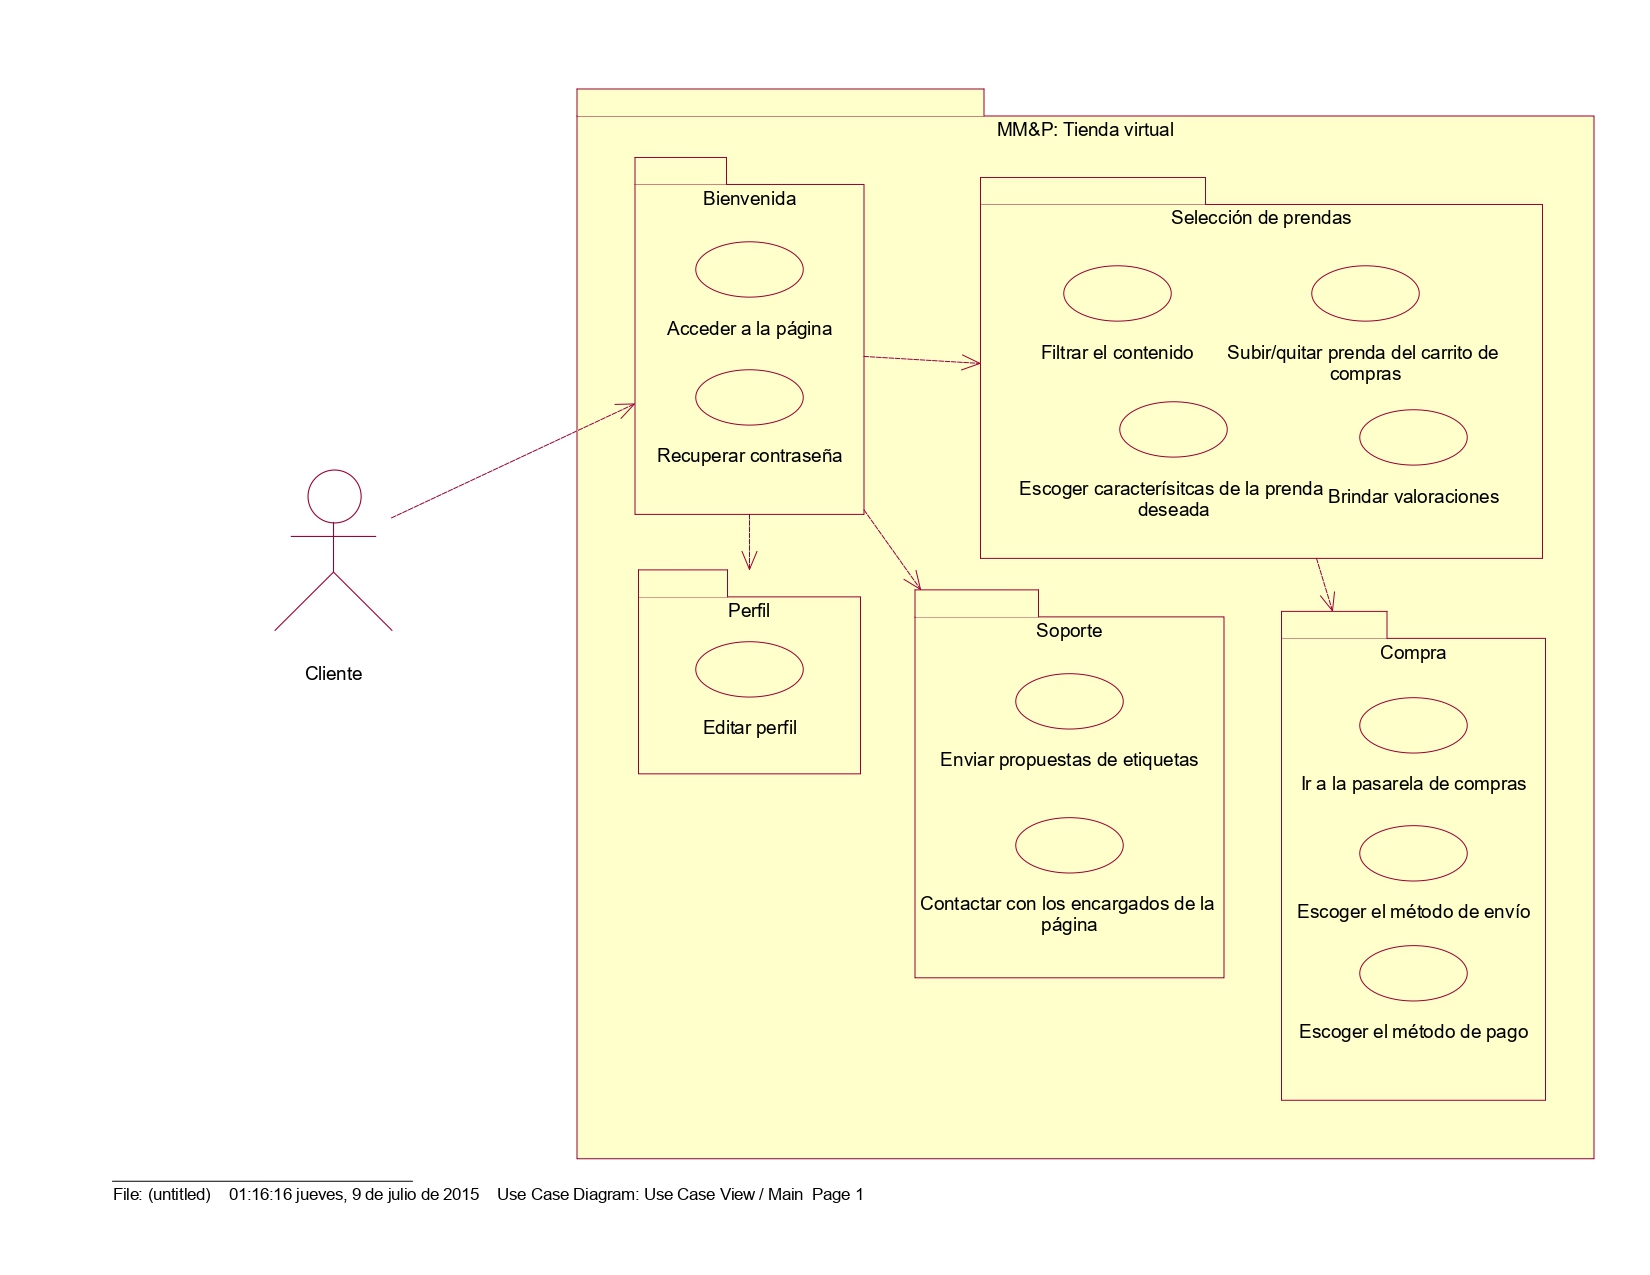 MM&P: Tienda virtual
Bienvenida
Acceder a la página
Recuperar contraseña
Selección de prendas
Filtrar el contenido
Subir/quitar prenda del carrito de
compras
Escoger caracterísitcas de la prenda
deseada
Brindar valoraciones
Cliente
Perfil
Editar perfil
Soporte
Enviar propuestas de etiquetas
Contactar con los encargados de la
página
Compra
Ir a la pasarela de compras
Escoger el método de envío
Escoger el método de pago
File: (untitled)    01:16:16 jueves, 9 de julio de 2015    Use Case Diagram: Use Case View / Main  Page 1